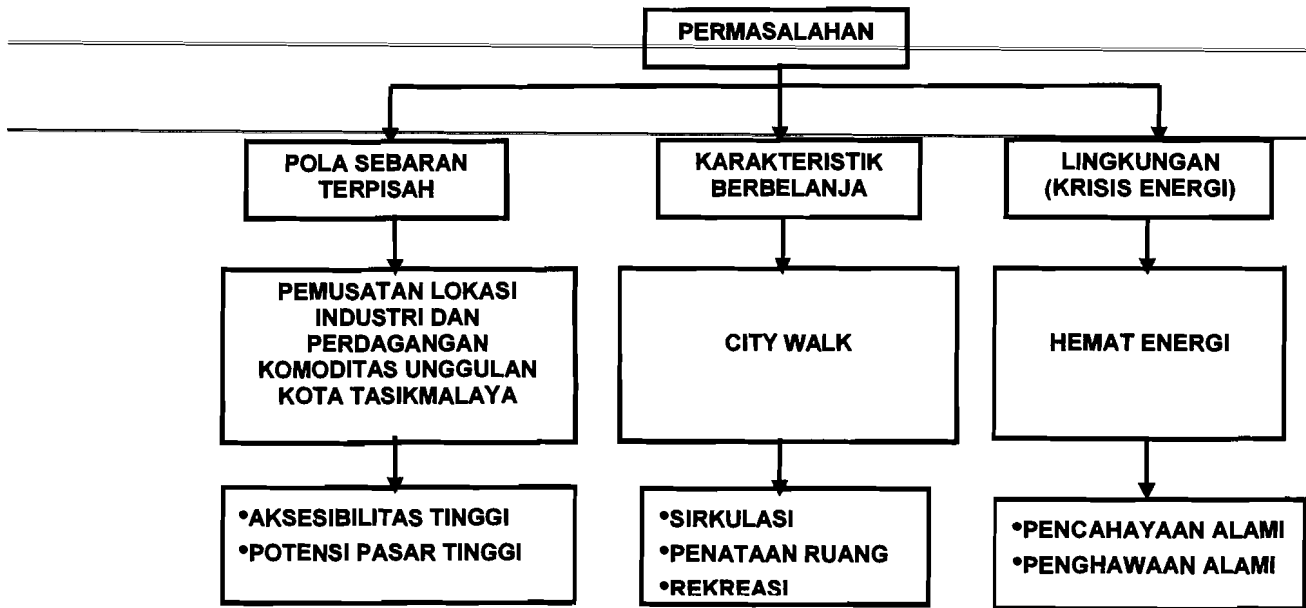 PERMASALAHAN
POLA SEBARAN
TERPISAH
KARAKTERISTIK
BERBELANJA
LINGKUNGAN
(KRISIS ENERGI)
PEMUSATAN LOKASI
INDUSTRI DAN
PERDAGANGAN
KOMODITAS UNGGULAN
KOTA TASIKMALAYA
CITY WALK
HEMAT ENERGI
•AKSESIBILITAS TINGGI
•POTENSI PASAR TINGGI
•SIRKULASI
•PENATAAN RUANG
•REKREASI
•PENCAHAYAAN ALAMI
•PENGHAWAAN ALAMI